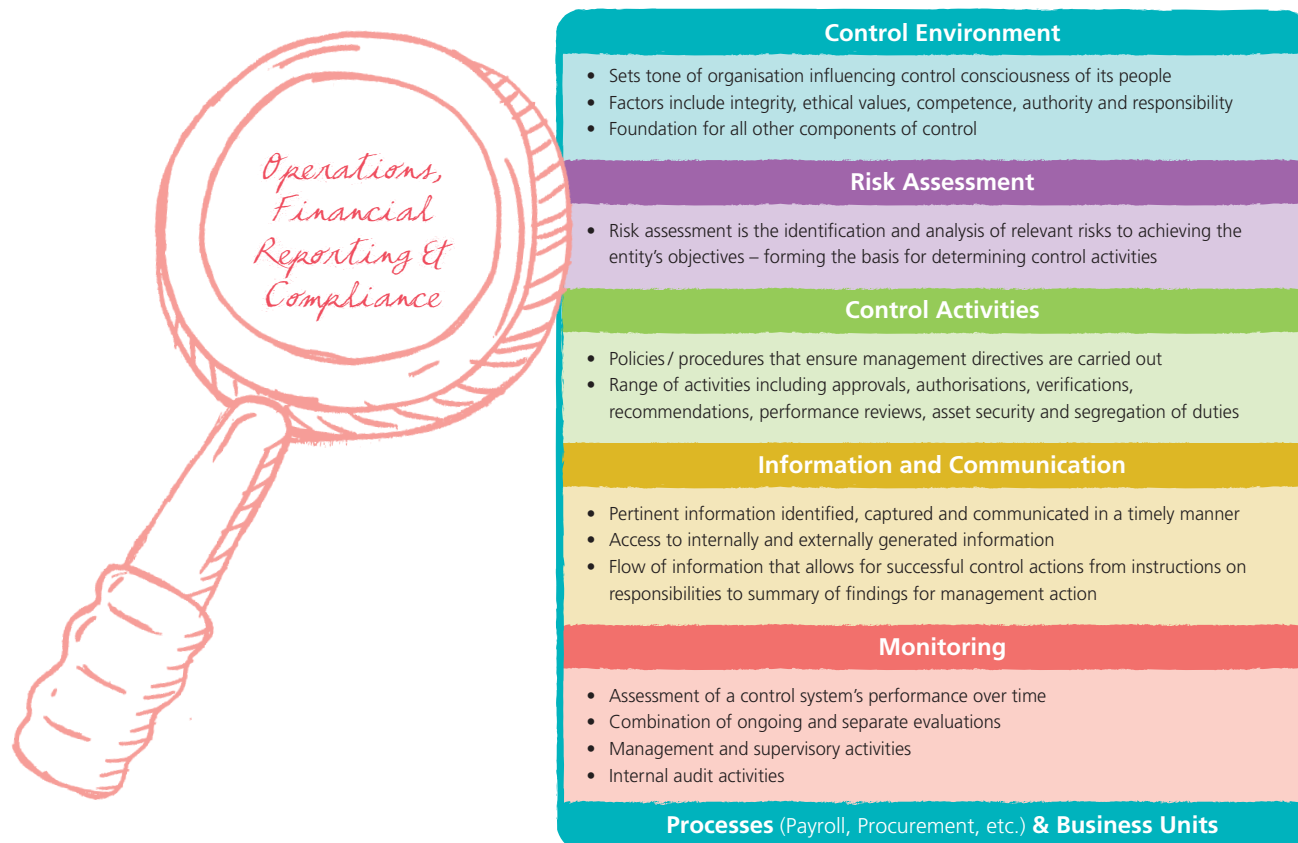 Operations,
Financial
Reporting &
Compliance
Control Environment
• Sets tone of organisation influencing control consciousness of its people
• Factors include integrity, ethical values, competence, authority and responsibility
• Foundation for all other components of control
Risk Assessment
• Risk assessment is the identification and analysis of relevant risks to achieving the
entity’s objectives – forming the basis for determining control activities
Control Activities
• Policies / procedures that ensure management directives are carried out
• Range of activities including approvals, authorisations, verifications,
recommendations, performance reviews, asset security and segregation of duties
Information and Communication
• Pertinent information identified, captured and communicated in a timely manner
• Access to internally and externally generated information
• Flow of information that allows for successful control actions from instructions on
responsibilities to summary of findings for management action
Monitoring
• Assessment of a control system’s performance over time
• Combination of ongoing and separate evaluations
• Management and supervisory activities
• Internal audit activities
Processes (Payroll, Procurement, etc.) & Business Units